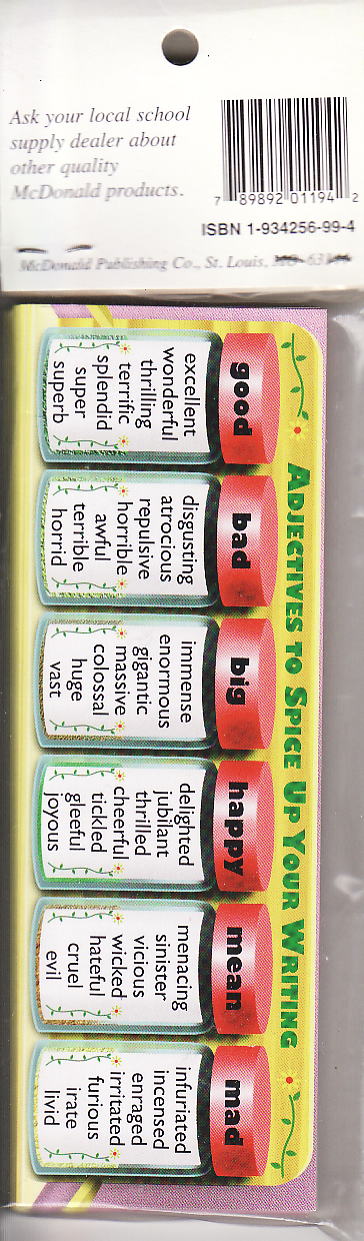 Ask your local school
supply dealer about
other quality
McDonald products.
7 89892 01194 2
ISBN 1-934256-99-4
McDonald Publishing Co., St. Louis,
ADJECTIVES TO SPICE UP YOUR WRITING
good
excellent
wonderful
thrilling
terrific
splendid
super
superb
bad
disgusting
atrocious
repulsive
horrible
awful
terrible
horrid
big
immense
enormous
gigantic
massive
colossal
huge
vast
happy
delighted
jubilant
thrilled
cheerful
tickled
gleeful
joyous
mean
menacing
sinister
vicious
wicked
hateful
cruel
evil
mad
infuriated
incensed
enraged
irritated
furious
irate
livid